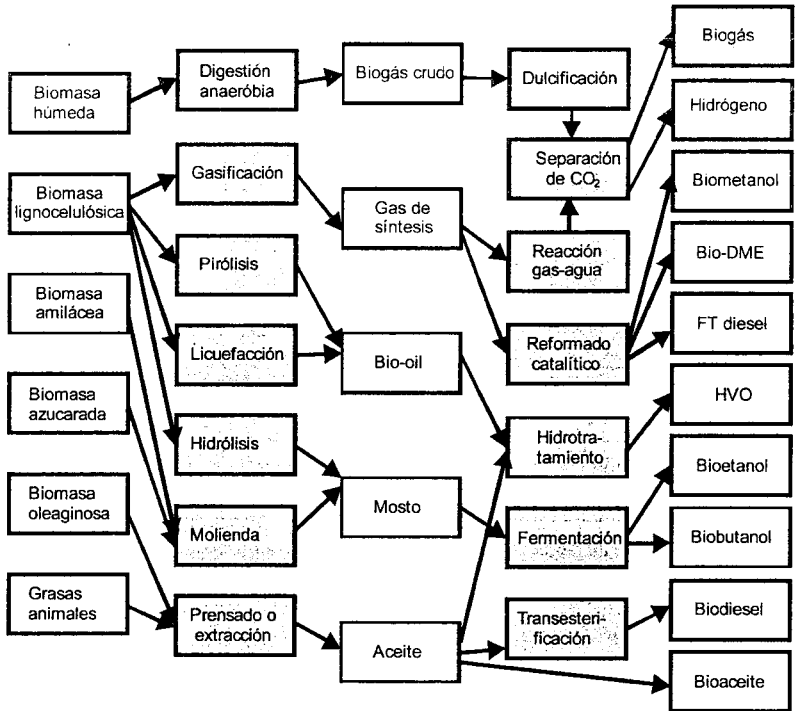 Biomasa
húmeda
Biomasa
lignocelulósica
Biomasa
amilácea
Biomasa
azucarada
Biomasa
oleaginosa
Grasas
animales
Digestión
anaeróbia
Gasificación
Pirólisis
Licuefacción
Hidrólisis
Molienda
Prensado o
extracción
Biogás crudo
Gas de
síntesis
Bio-oil
Mosto
Aceite
Dulcificación
Separación
de CO₂
Reacción
gas-agua
Reformado
catalítico
Hidrotra-
tamiento
Fermentación
Transesteri-
ficación
Biogás
Hidrógeno
Biometanol
Bio-DME
FT diesel
HVO
Bioetanol
Biobutanol
Biodiesel
Bioaceite